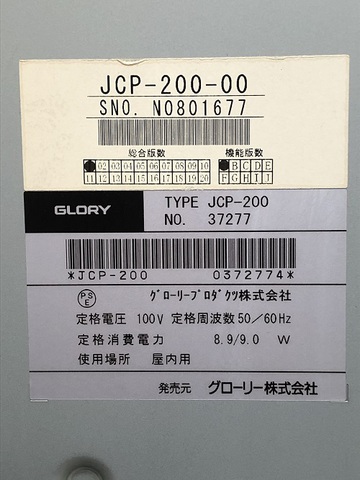 JCP-200-00
SNO. N0801677
総合版数 機能版数
02 03 04 05 06 07 08 09 10 B C D E
11 12 13 14 15 16 17 18 19 20 F G H I J
GLORY
TYPE JCP-200
NO. 37277
*JCP-200 0372774*
PSE
グローリープロダクツ株式会社
定格電圧 100V 定格周波数50/60Hz
定格消費電力 8.9/9.0 W
使用場所 屋内用
発売元 グローリー株式会社